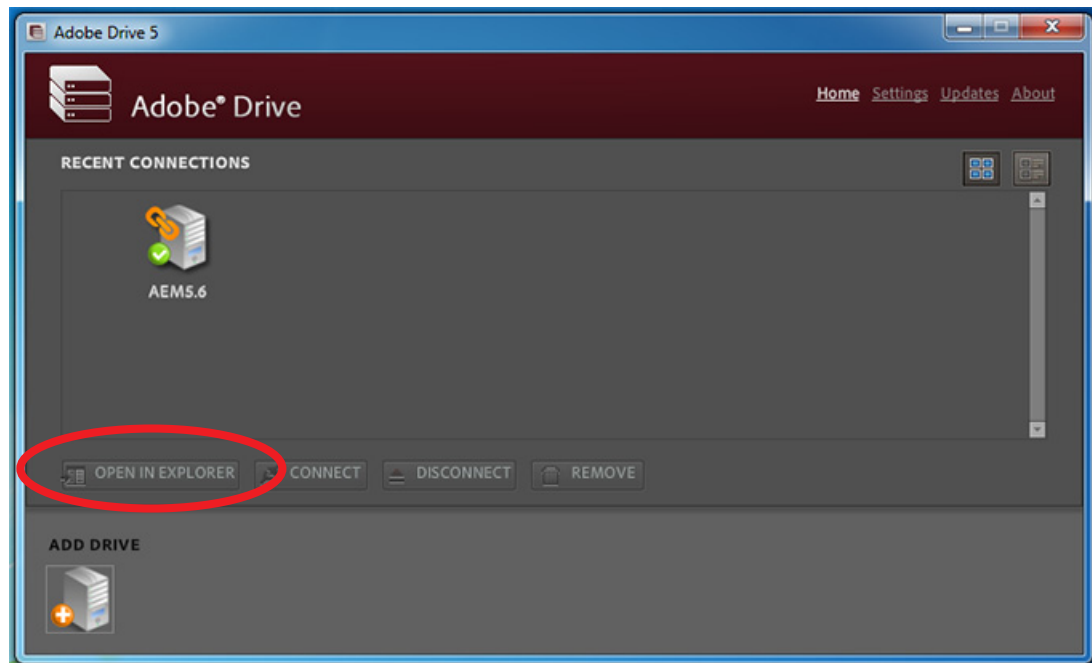 Adobe Drive 5
Adobe® Drive
Home Settings Updates About
RECENT CONNECTIONS
AEM5.6
OPEN IN EXPLORER CONNECT DISCONNECT REMOVE
ADD DRIVE